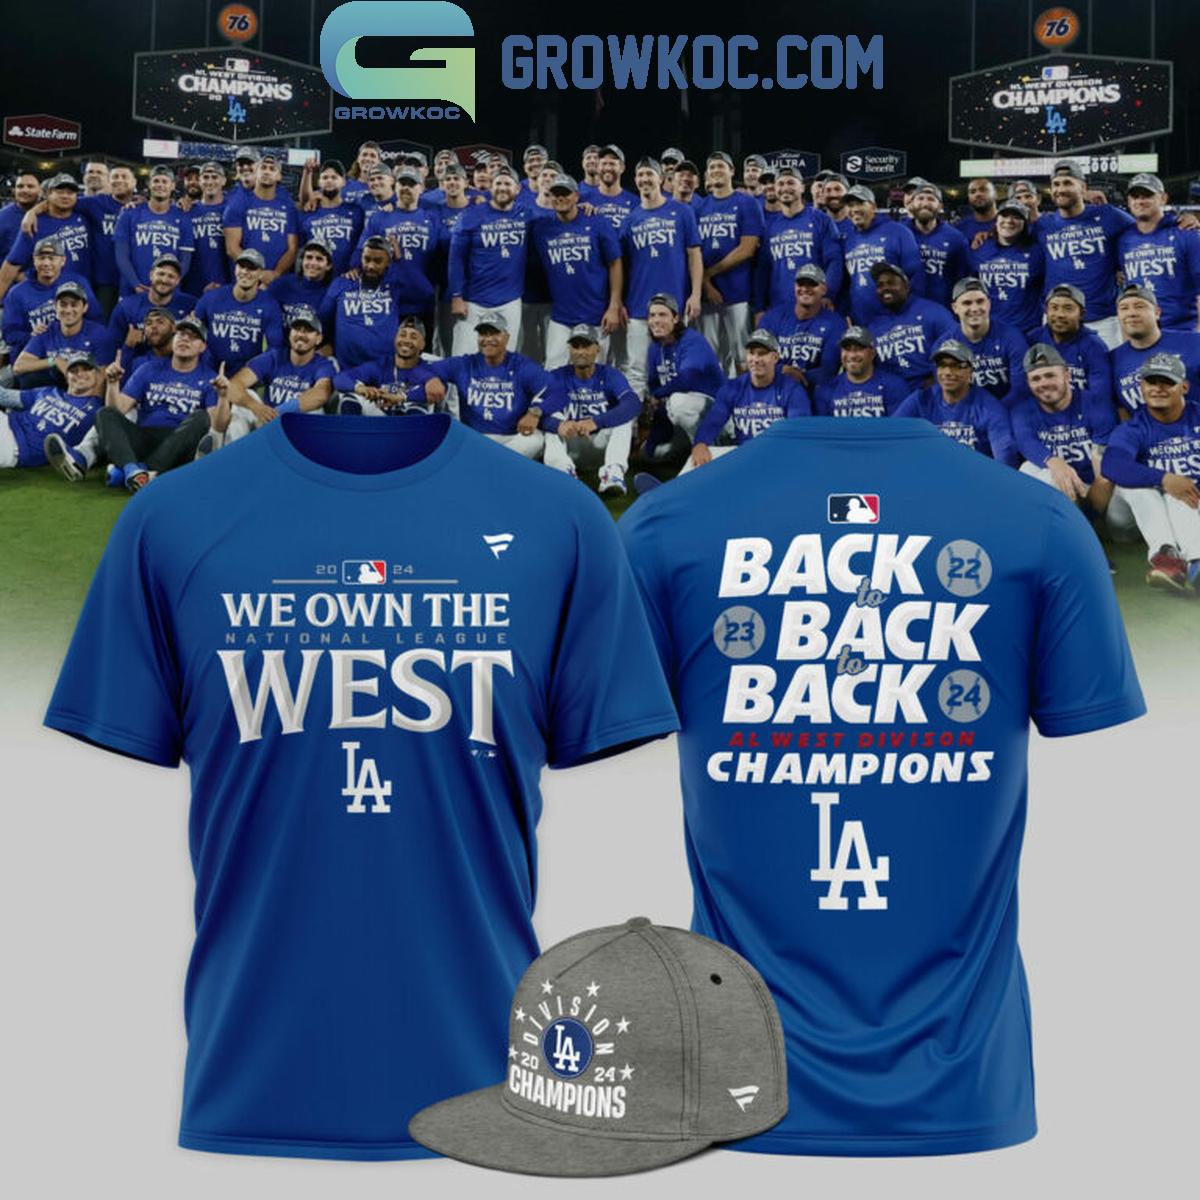 76
GROWKOC
GROWKOC.COM
76
NL WEST DIVISION
CHAMPIONS
20 LA 24
NL WEST DIVISION
CHAMPIONS
20 LA 24
StateFarm
ULTRA
Security
Benefit
WE OWN THE
WEST
LA
20 24
WE OWN THE
NATIONAL LEAGUE
WEST
LA
BACK 22
to
23 BACK
to
BACK 24
AL WEST DIVISON
CHAMPIONS
LA
DIVISION
LA
20 24
CHAMPIONS